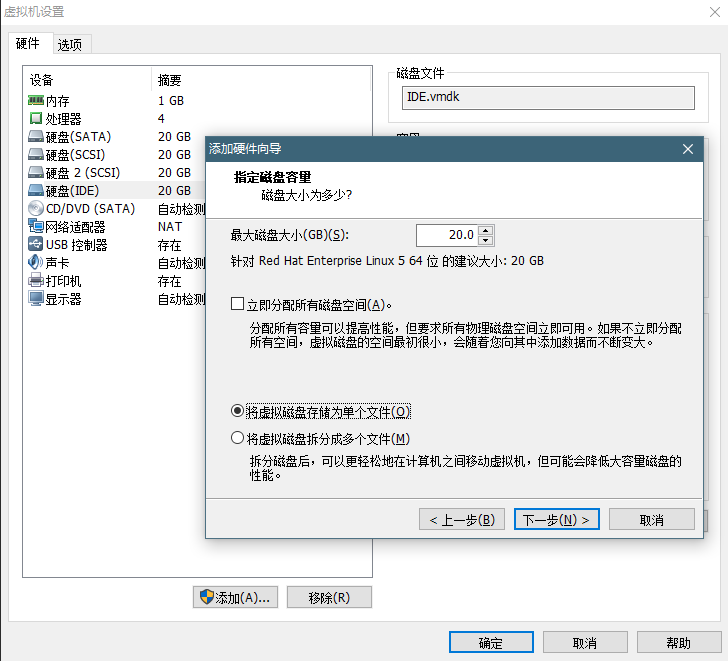 虚拟机设置
硬件 选项
设备 摘要
内存 1 GB
处理器 4
硬盘(SATA) 20 GB
硬盘(SCSI) 20 GB
硬盘 2 (SCSI) 20 GB
硬盘(IDE) 20 GB
CD/DVD (SATA) 自动检测
网络适配器 NAT
USB 控制器 存在
声卡 自动检测
打印机 存在
显示器 自动检测
磁盘文件
IDE.vmdk
添加硬件向导
指定磁盘容量
磁盘大小为多少?
最大磁盘大小(GB)(S): 20.0
针对 Red Hat Enterprise Linux 5 64 位 的建议大小: 20 GB
立即分配所有磁盘空间(A)。
分配所有容量可以提高性能，但要求所有物理磁盘空间立即可用。如果不立即分配
所有空间，虚拟磁盘的空间最初很小，会随着您向其中添加数据而不断变大。
将虚拟磁盘存储为单个文件(O)
将虚拟磁盘拆分成多个文件(M)
拆分磁盘后，可以更轻松地在计算机之间移动虚拟机，但可能会降低大容量磁盘的
性能。
< 上一步(B) 下一步(N) > 取消
添加(A)... 移除(R)
确定 取消 帮助